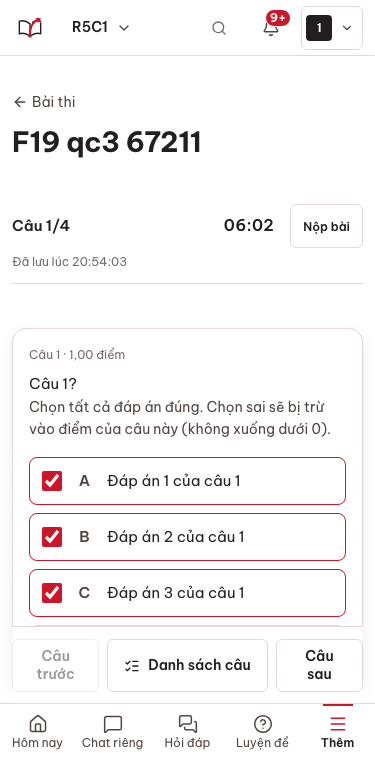 R5C1
9+
1
Bài thi
F19 qc3 67211
Câu 1/4
06:02
Nộp bài
Đã lưu lúc 20:54:03
Câu 1 · 1,00 điểm
Câu 1?
Chọn tất cả đáp án đúng. Chọn sai sẽ bị trừ
vào điểm của câu này (không xuống dưới 0).
A Đáp án 1 của câu 1
B Đáp án 2 của câu 1
C Đáp án 3 của câu 1
Câu
trước
Danh sách câu
Câu
sau
Hôm nay
Chat riêng
Hỏi đáp
Luyện đề
Thêm